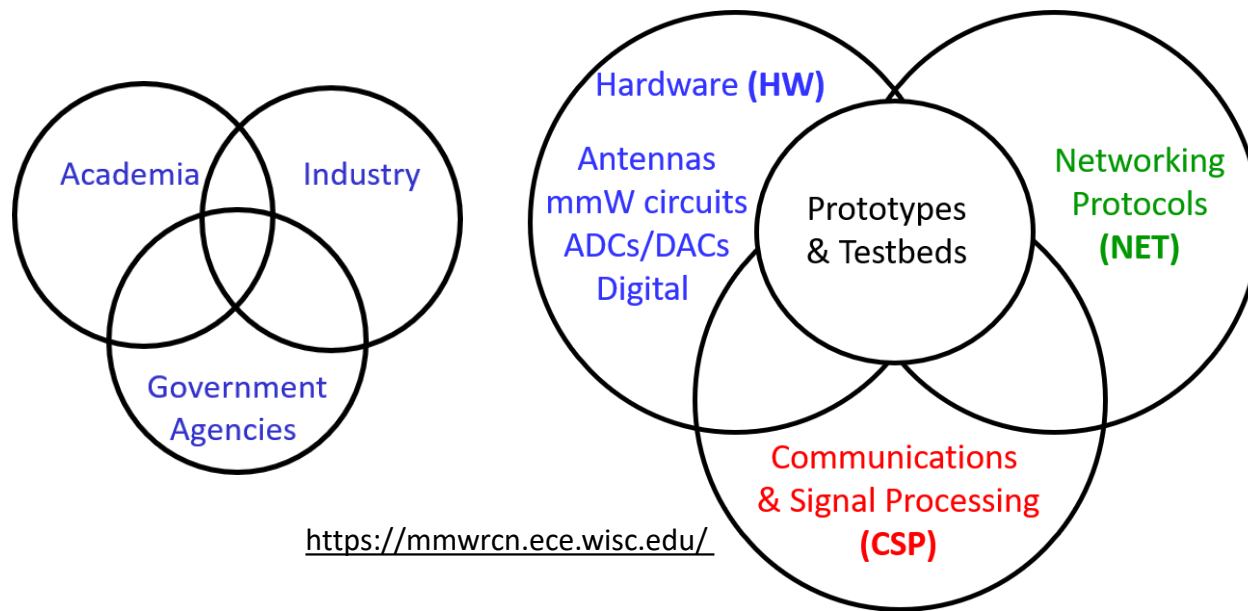 Academia
Industry
Government
Agencies
Hardware (HW)
Antennas
mmW circuits
ADCs/DACs
Digital
Prototypes
& Testbeds
Networking
Protocols
(NET)
Communications
& Signal Processing
(CSP)
https://mmwrcn.ece.wisc.edu/